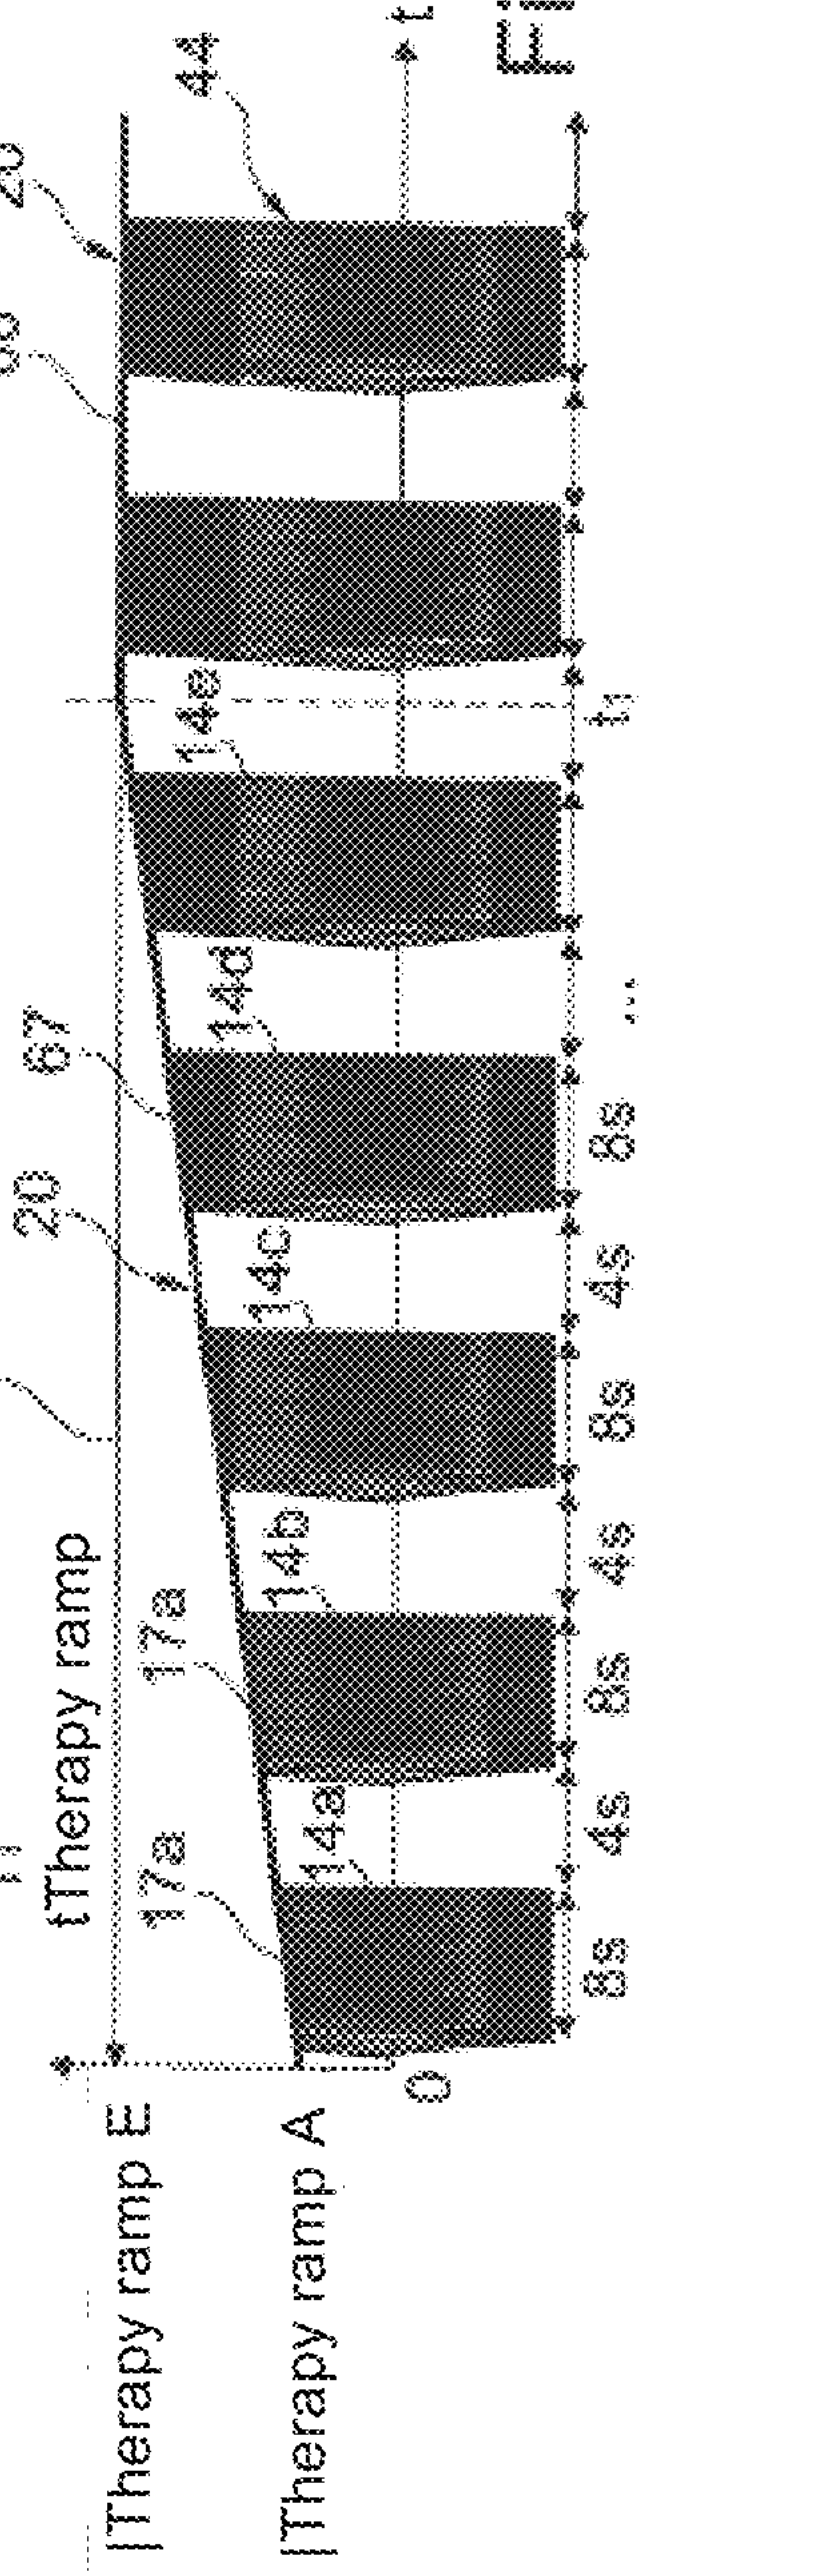 44
t
Fi
67
20
tTherapy ramp
17a
17a
14a
14b
14c
14d
14e
ITherapy ramp E
ITherapy ramp A
0
8s
4s
8s
4s
8s
4s
8s
...
t1